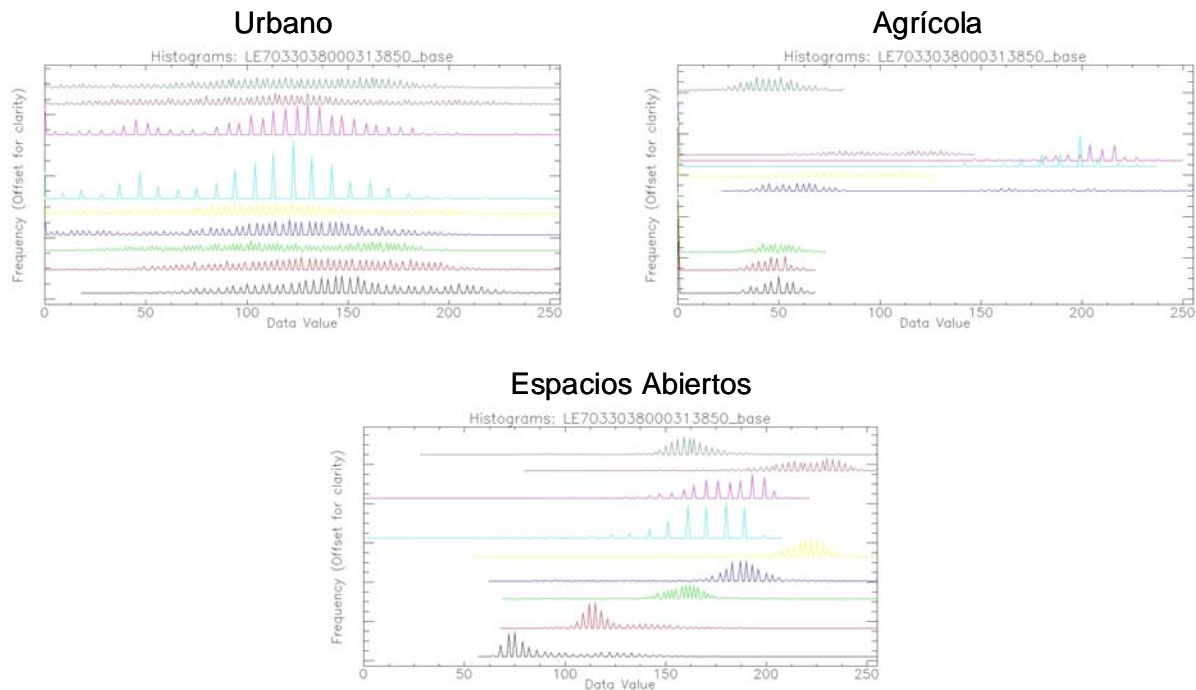 Urbano
Histograms: LE7033038000313850_base
Frequency (Offset for clarity)
0 50 100 150 200 250
Data Value
Agrícola
Histograms: LE7033038000313850_base
Frequency (Offset for clarity)
0 50 100 150 200 250
Data Value
Espacios Abiertos
Histograms: LE7033038000313850_base
Frequency (Offset for clarity)
0 50 100 150 200 250
Data Value